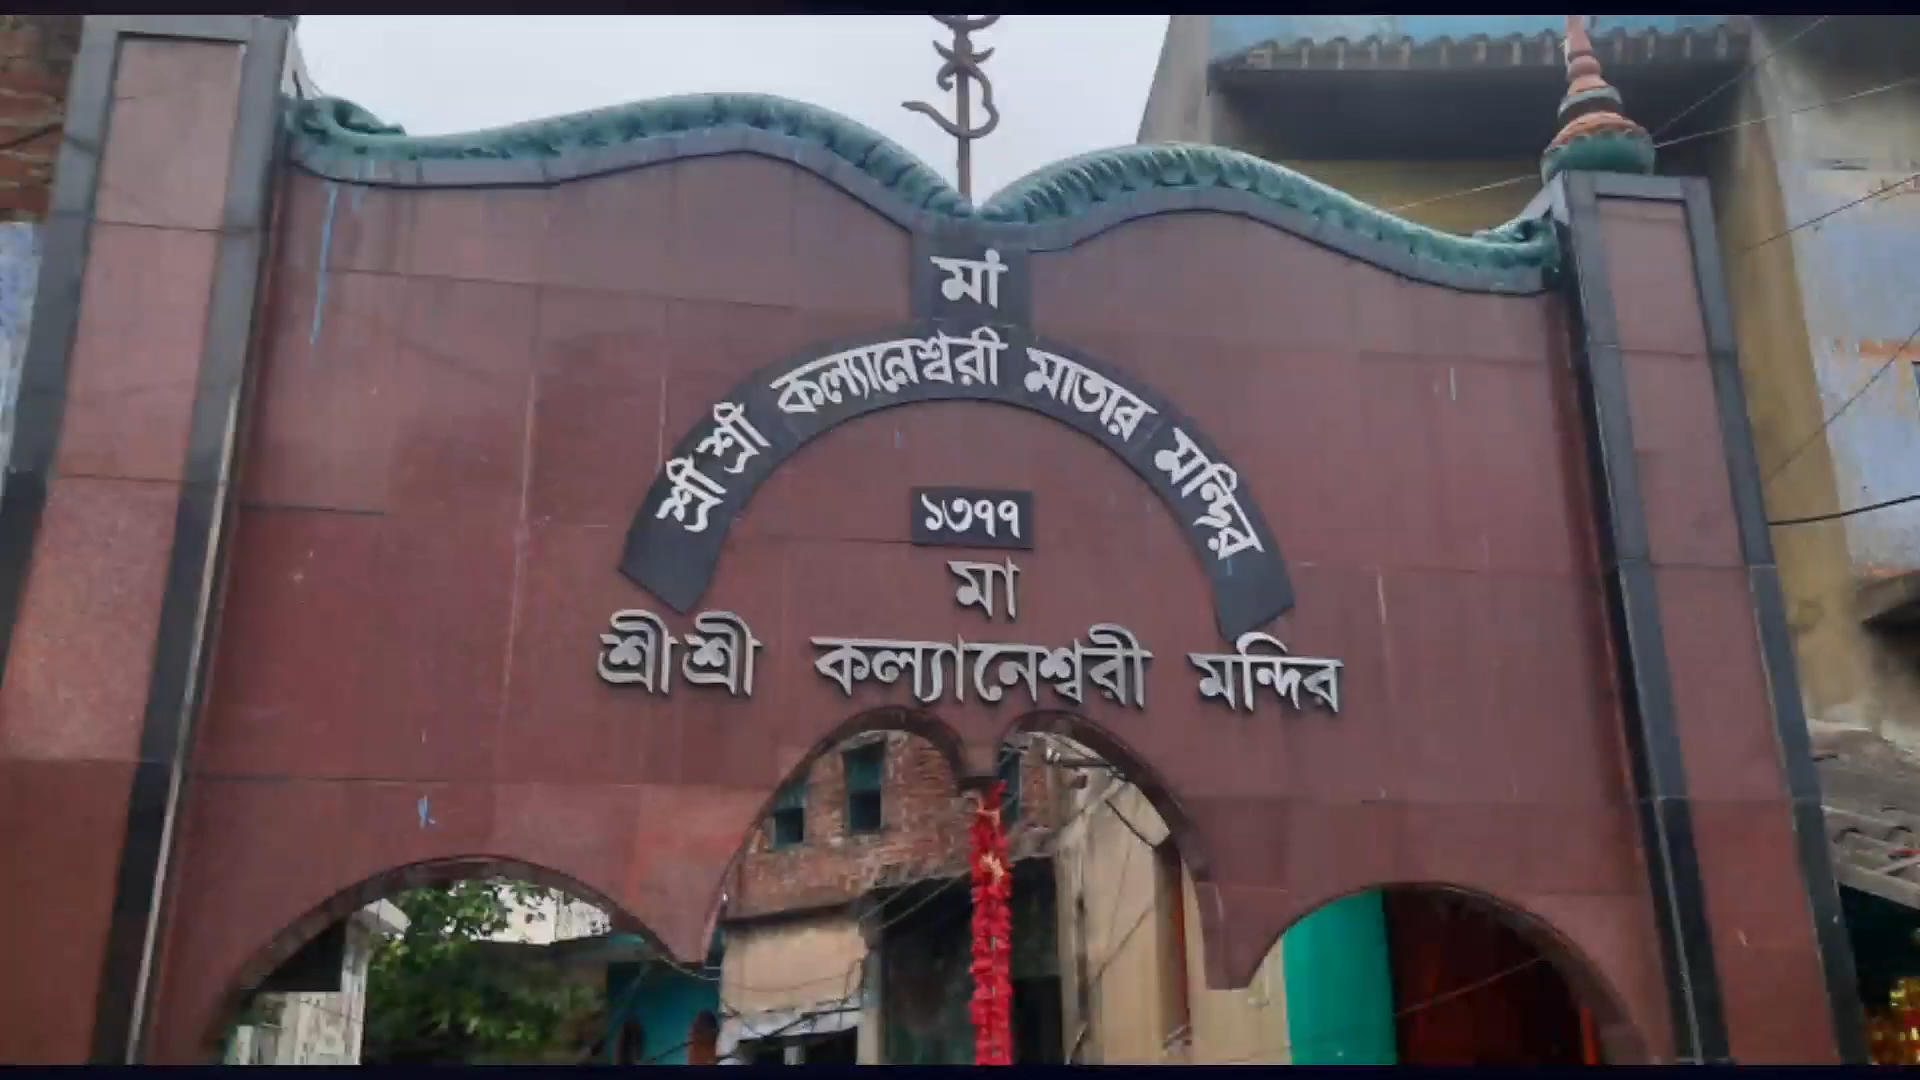 মা
শ্রী শ্রী কল্যানেশ্বরী মাতার মন্দির
১৩৭৭
মা
শ্রীশ্রী কল্যানেশ্বরী মন্দির